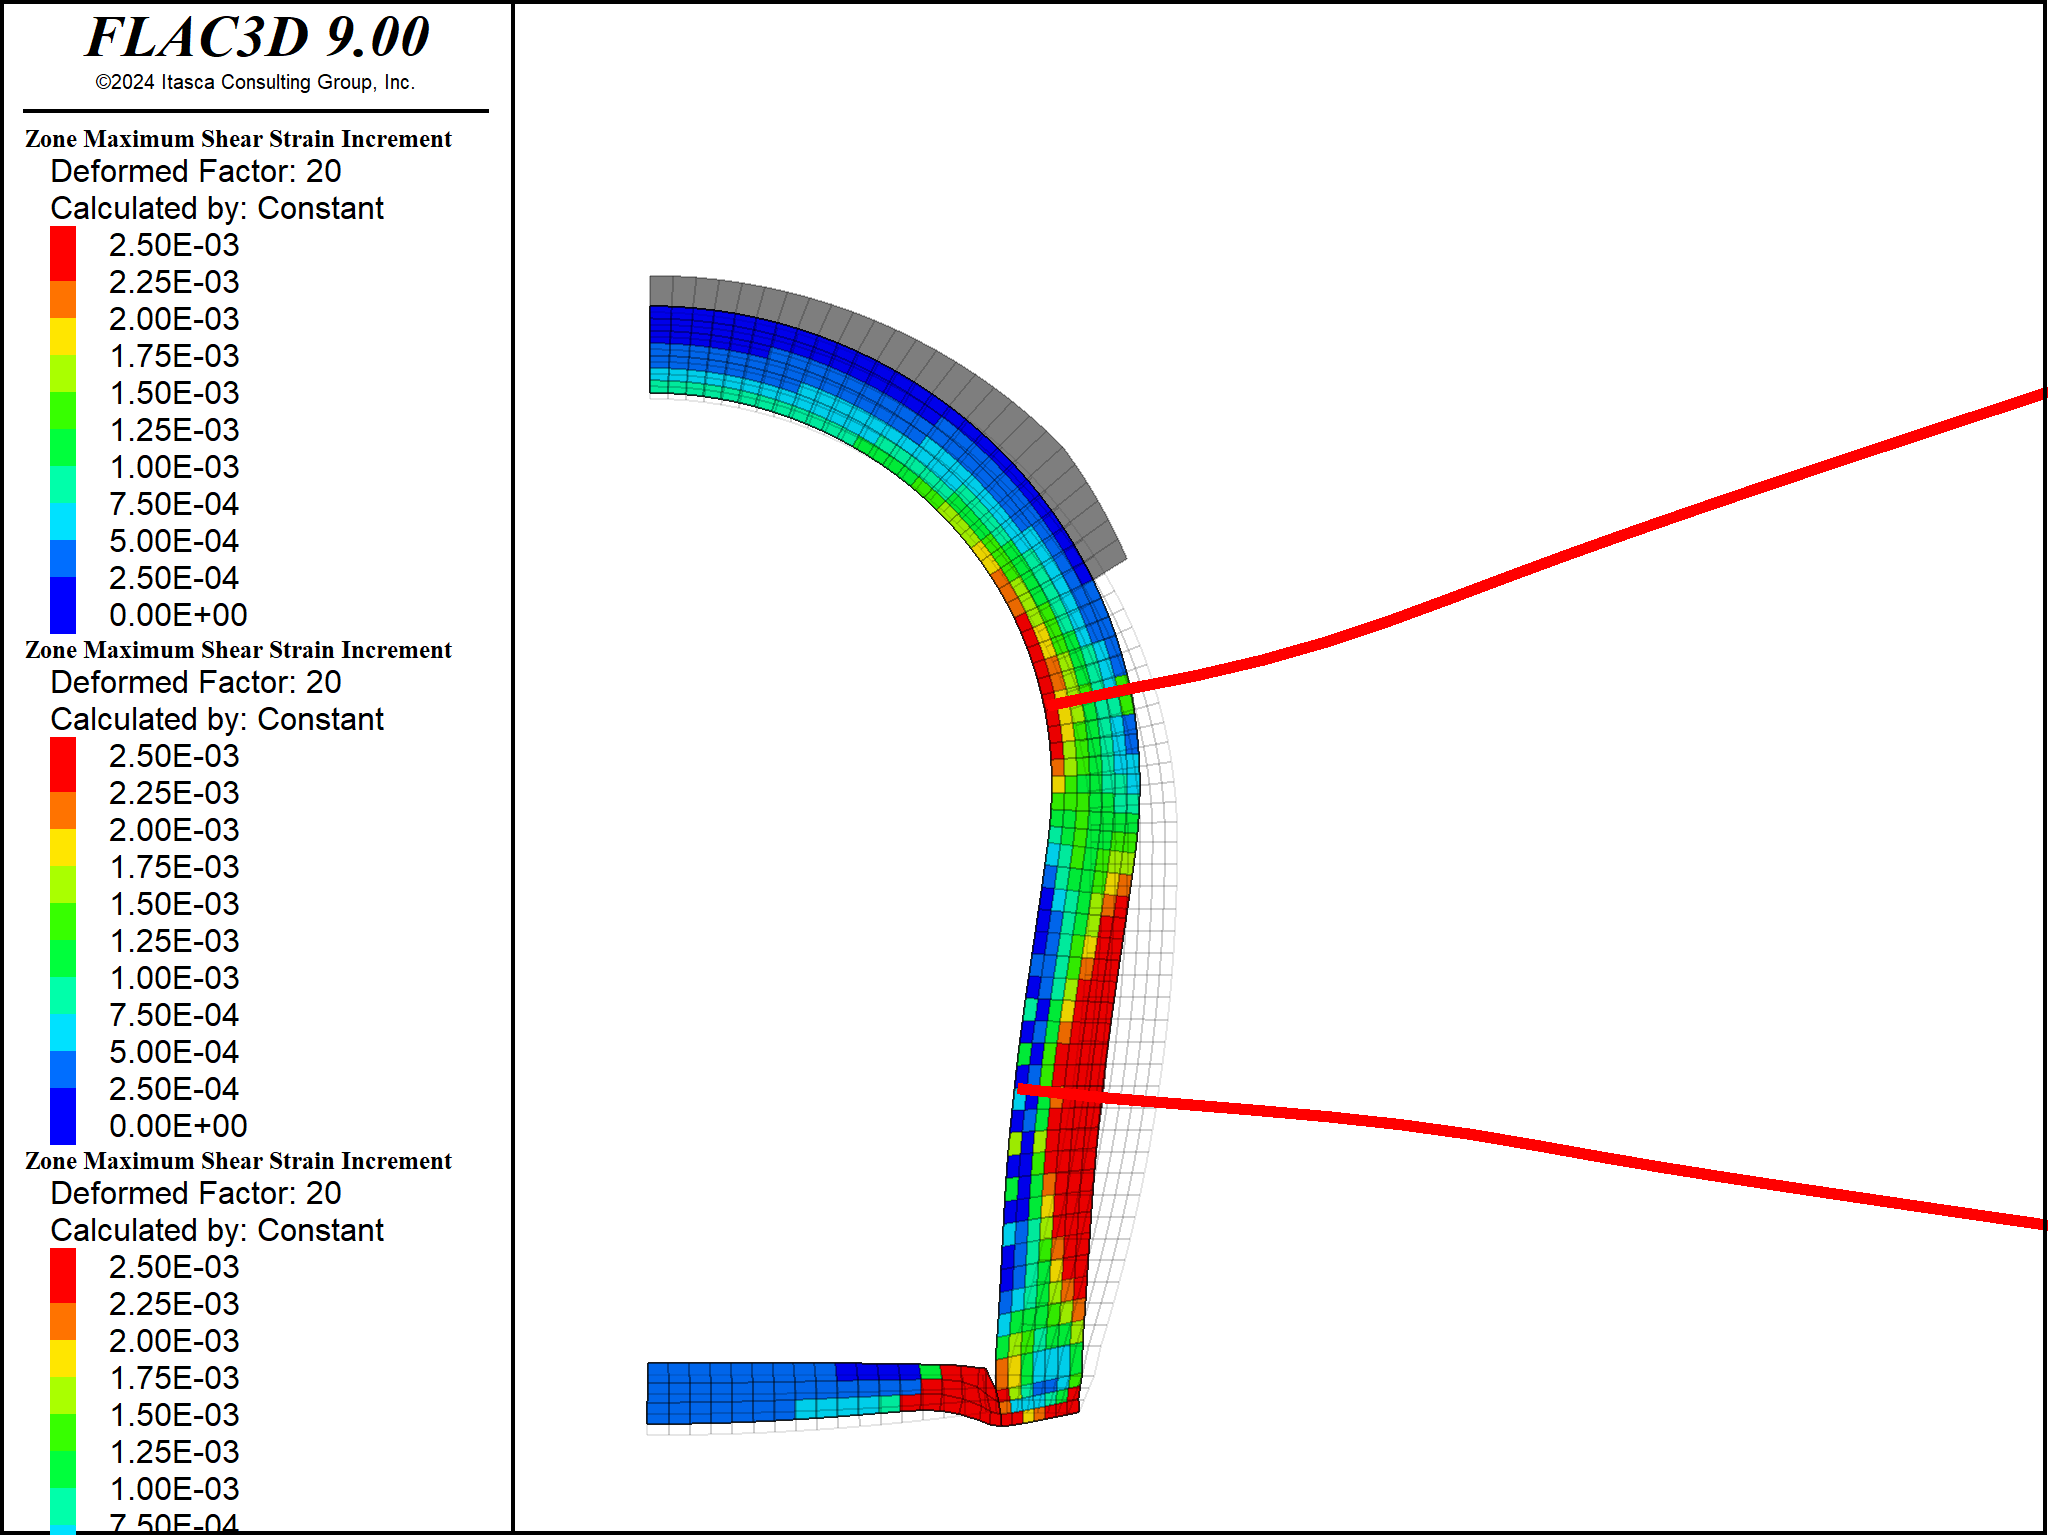 FLAC3D 9.00
©2024 Itasca Consulting Group, Inc.
Zone Maximum Shear Strain Increment
Deformed Factor: 20
Calculated by: Constant
2.50E-03
2.25E-03
2.00E-03
1.75E-03
1.50E-03
1.25E-03
1.00E-03
7.50E-04
5.00E-04
2.50E-04
0.00E+00
Zone Maximum Shear Strain Increment
Deformed Factor: 20
Calculated by: Constant
2.50E-03
2.25E-03
2.00E-03
1.75E-03
1.50E-03
1.25E-03
1.00E-03
7.50E-04
5.00E-04
2.50E-04
0.00E+00
Zone Maximum Shear Strain Increment
Deformed Factor: 20
Calculated by: Constant
2.50E-03
2.25E-03
2.00E-03
1.75E-03
1.50E-03
1.25E-03
1.00E-03
7.50E-04